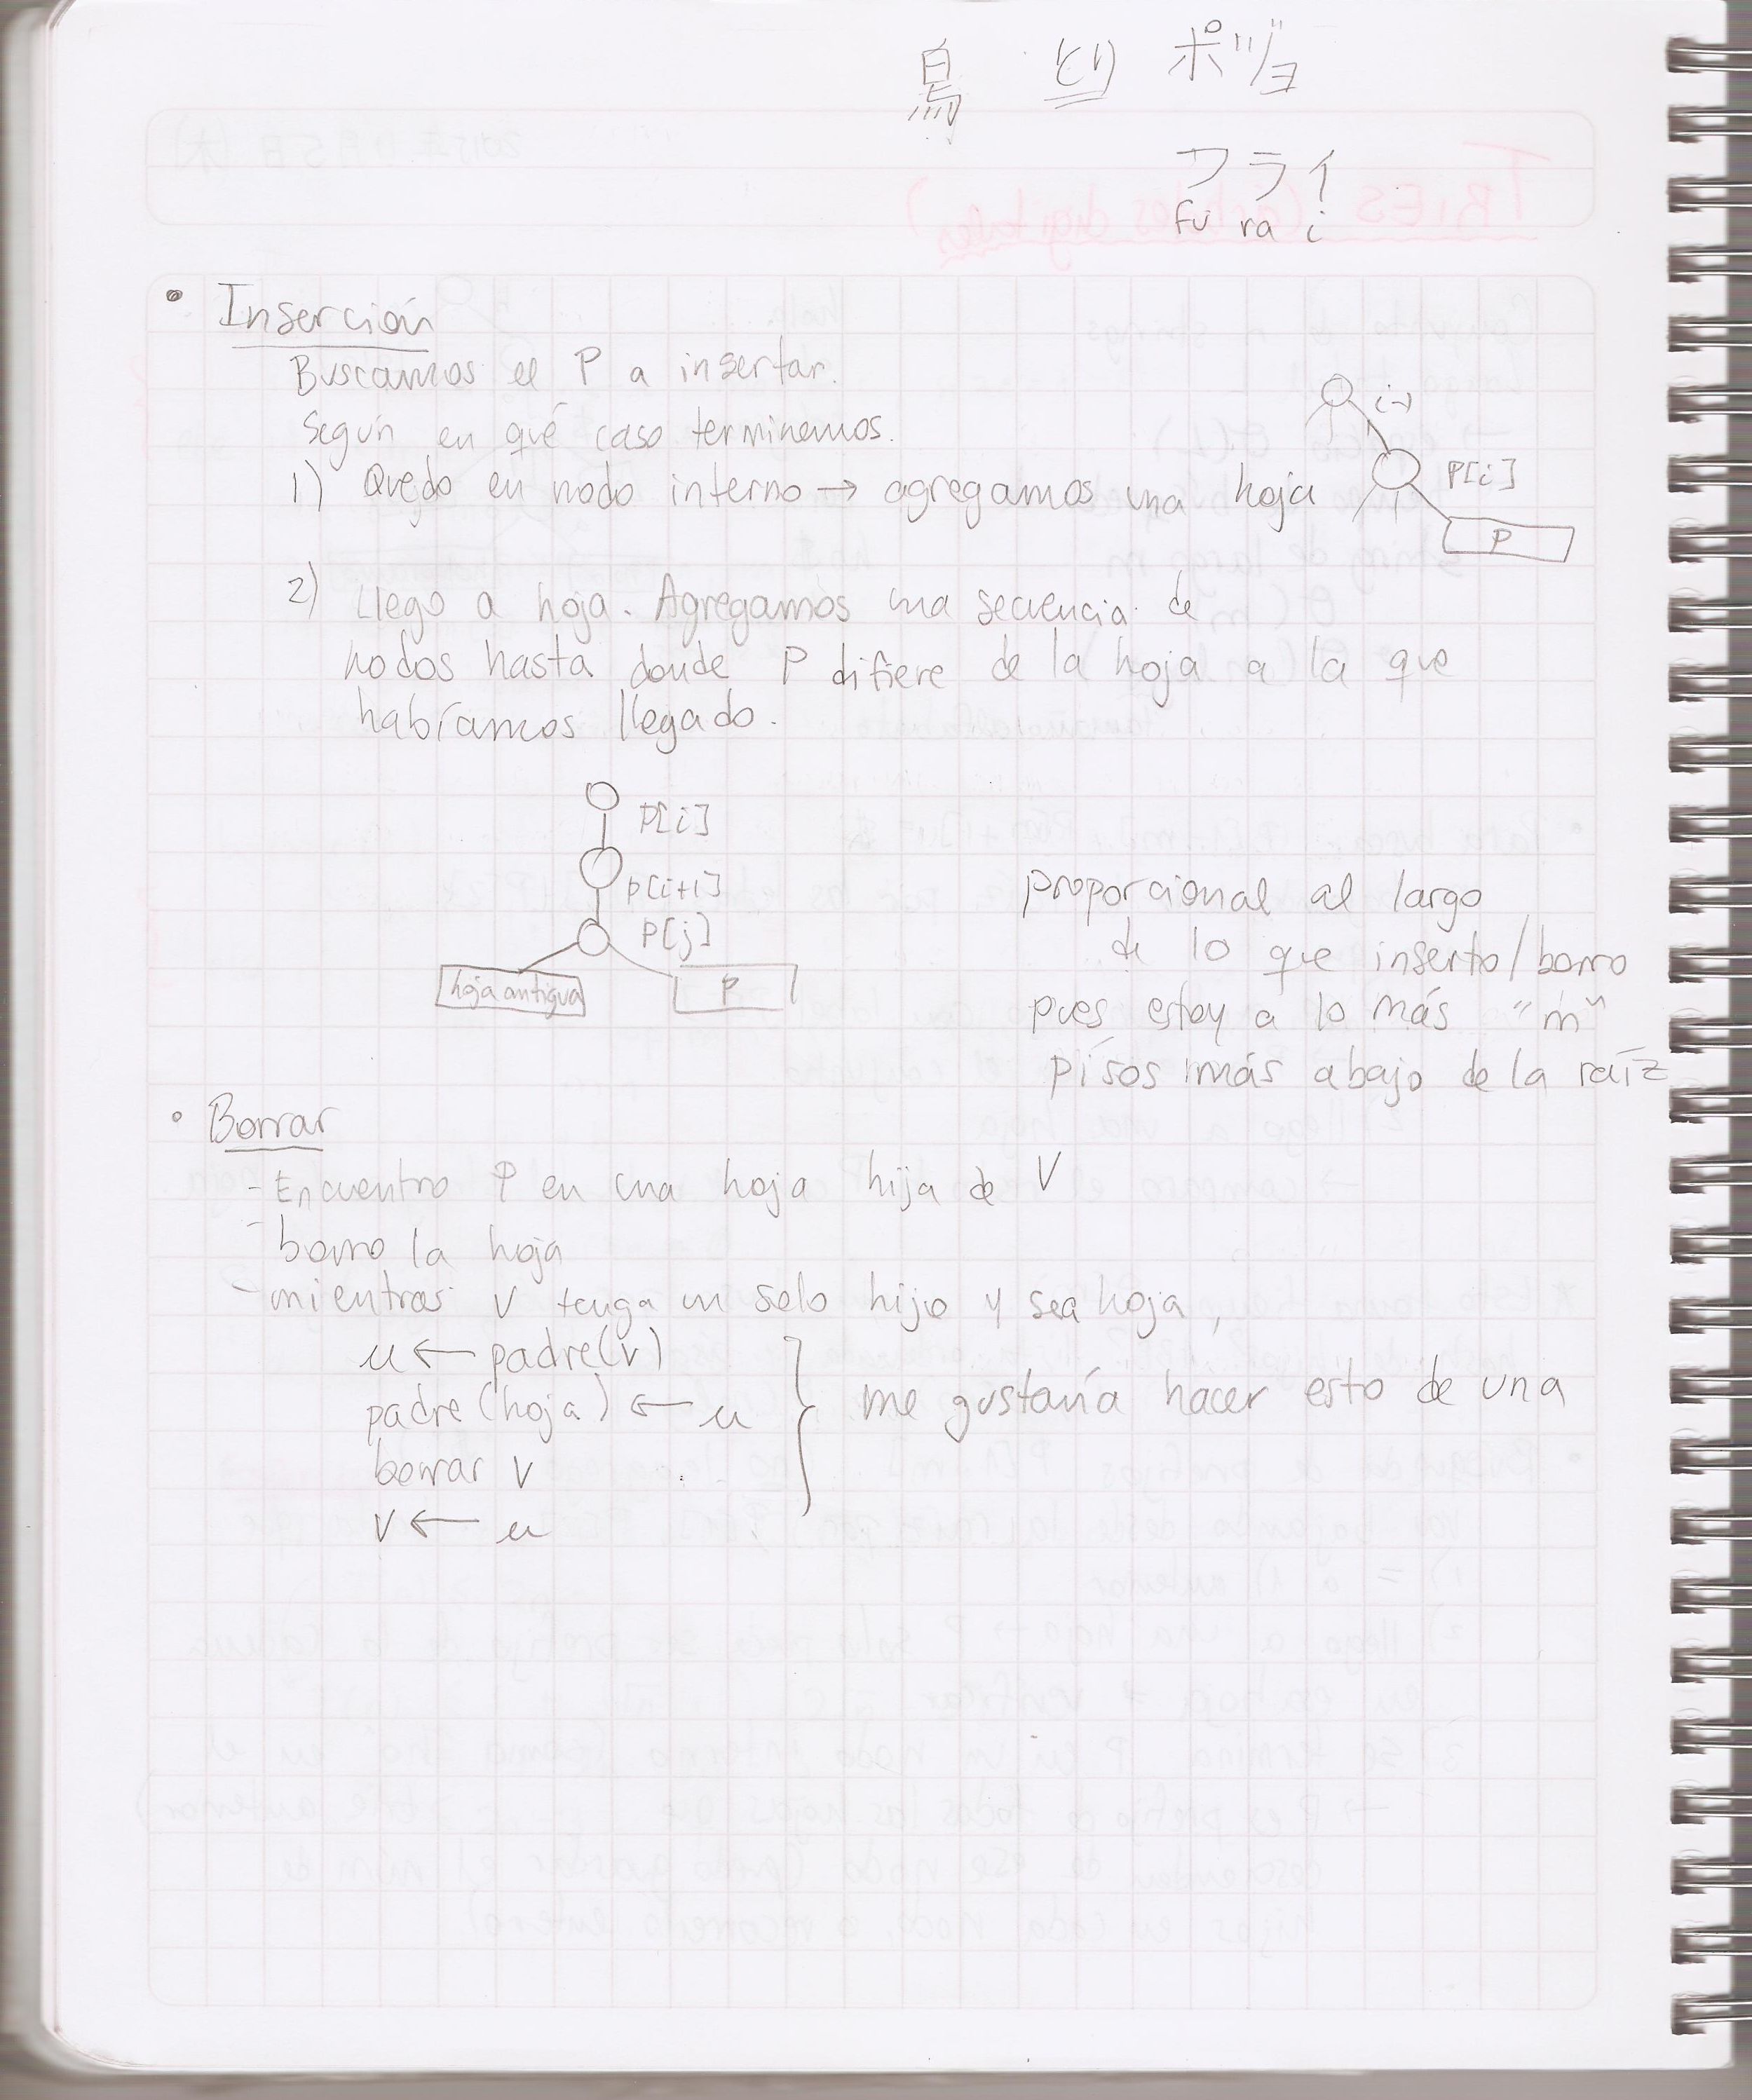 鳥 とり ポッジョ
フライ
fu ra i
• Inserción
Buscamos el P a insertar.
Según en qué caso terminemos.
1) Quedo en nodo interno → agregamos una hoja
i-1
P[i]
P
2) Llego a hoja. Agregamos una secuencia de
nodos hasta donde P difiere de la hoja a la que
habíamos llegado.
P[i]
P[i+1]
P[j]
hoja antigua
P
proporcional al largo
de lo que inserto/borro
pues estoy a lo más "m"
pisos más abajo de la raíz
• Borrar
- Encuentro P en una hoja hija de V
- borro la hoja
- mientras v tenga un solo hijo y sea hoja,
u ← padre(v)
padre(hoja) ← u
borrar v
v ← u
me gustaría hacer esto de una